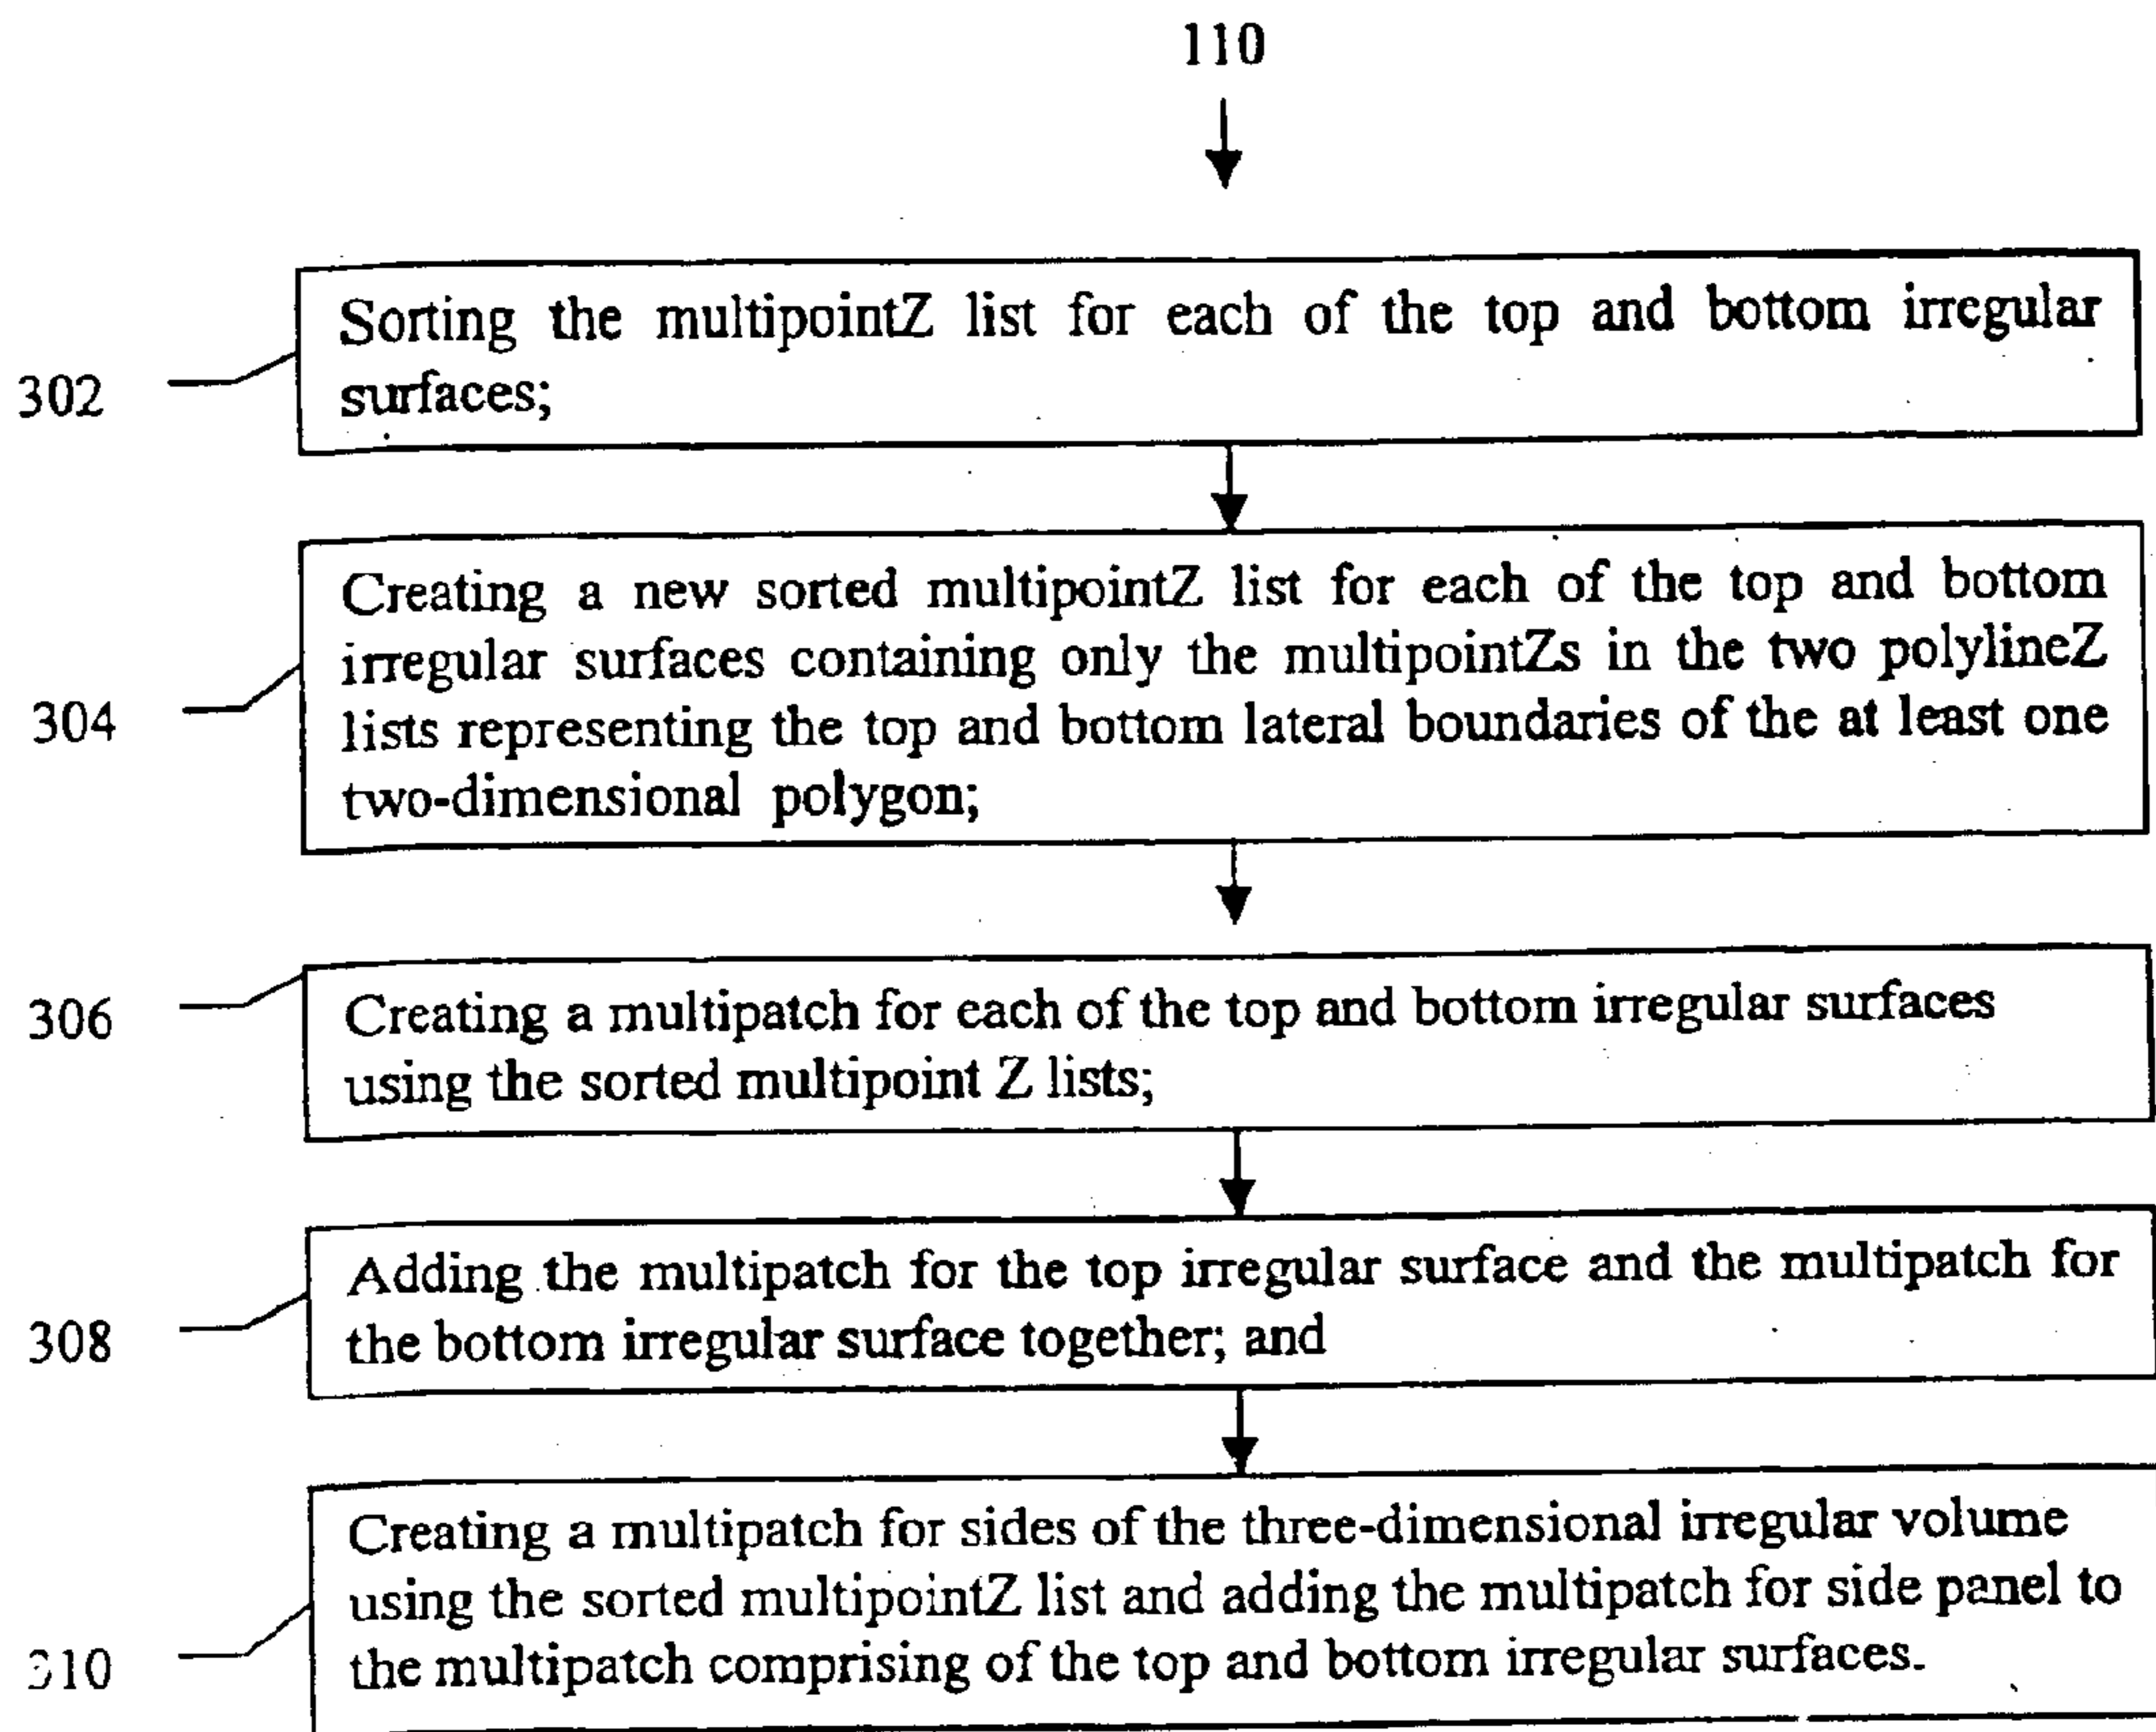 110
302
Sorting the multipointZ list for each of the top and bottom irregular
surfaces;
304
Creating a new sorted multipointZ list for each of the top and bottom
irregular surfaces containing only the multipointZs in the two polylineZ
lists representing the top and bottom lateral boundaries of the at least one
two-dimensional polygon;
306
Creating a multipatch for each of the top and bottom irregular surfaces
using the sorted multipoint Z lists;
308
Adding the multipatch for the top irregular surface and the multipatch for
the bottom irregular surface together; and
310
Creating a multipatch for sides of the three-dimensional irregular volume
using the sorted multipointZ list and adding the multipatch for side panel to
the multipatch comprising of the top and bottom irregular surfaces.